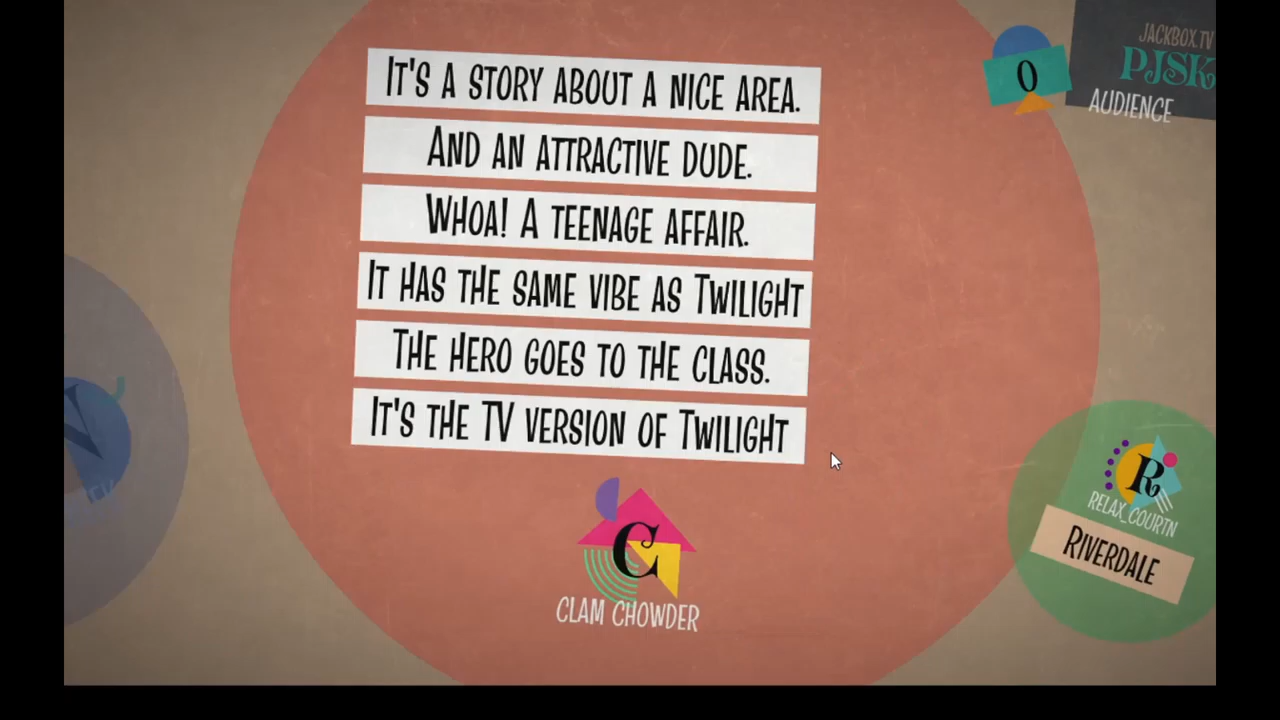 It's a story about a nice area.
And an attractive dude.
Whoa! A teenage affair.
It has the same vibe as Twilight
The hero goes to the class.
It's the TV version of Twilight
C
CLAM CHOWDER
0
JACKBOX.TV
PJSK
AUDIENCE
N
R
RELAX_COURTN
Riverdale